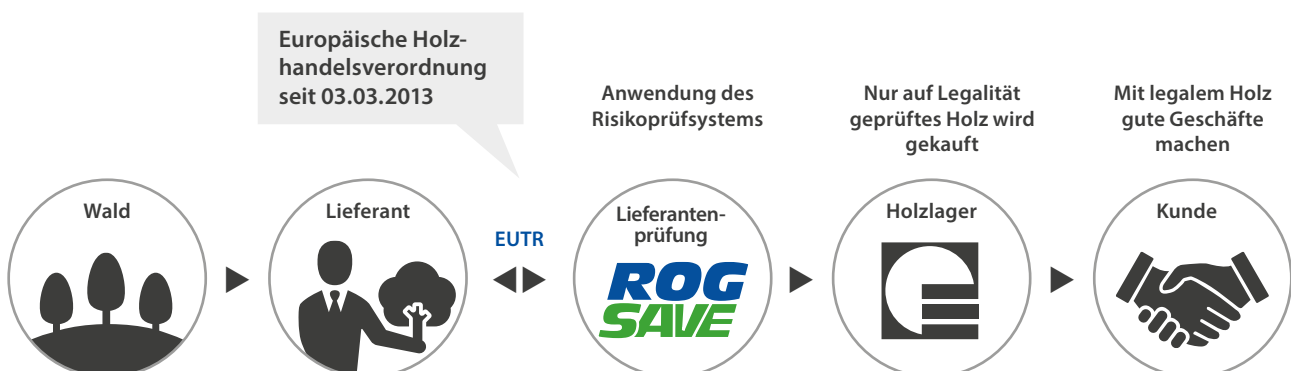 Europäische Holz-
handelsverordnung
seit 03.03.2013
Anwendung des
Risikoprüfsystems
Nur auf Legalität
geprüftes Holz wird
gekauft
Mit legalem Holz
gute Geschäfte
machen
Wald
Lieferant
EUTR
Lieferanten-
prüfung
ROG
SAVE
Holzlager
Kunde